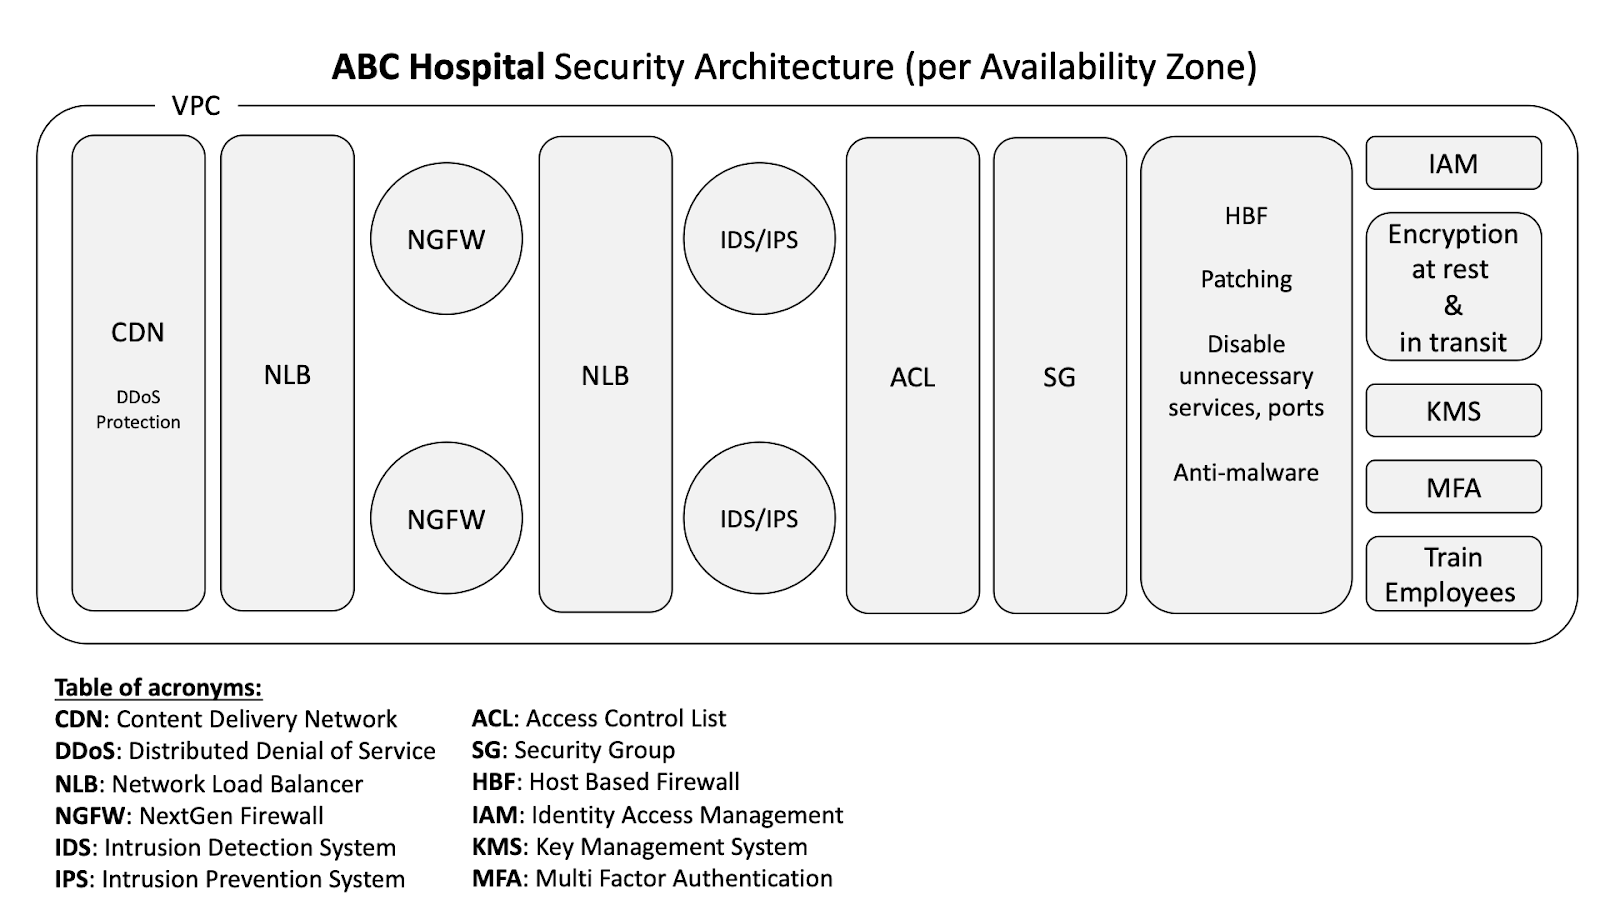 ABC Hospital Security Architecture (per Availability Zone)
VPC
CDN
DDoS
Protection
NLB
NGFW
NGFW
NLB
IDS/IPS
IDS/IPS
ACL
SG
HBF
Patching
Disable
unnecessary
services, ports
Anti-malware
IAM
Encryption
at rest
&
in transit
KMS
MFA
Train
Employees
Table of acronyms:
CDN: Content Delivery Network
DDoS: Distributed Denial of Service
NLB: Network Load Balancer
NGFW: NextGen Firewall
IDS: Intrusion Detection System
IPS: Intrusion Prevention System
ACL: Access Control List
SG: Security Group
HBF: Host Based Firewall
IAM: Identity Access Management
KMS: Key Management System
MFA: Multi Factor Authentication